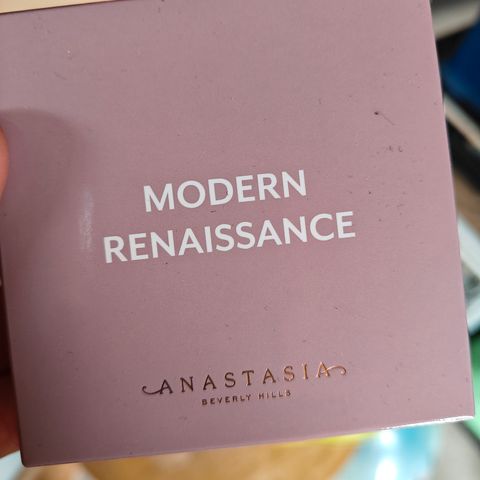 MODERN
RENAISSANCE
ANASTASIA
BEVERLY HILLS